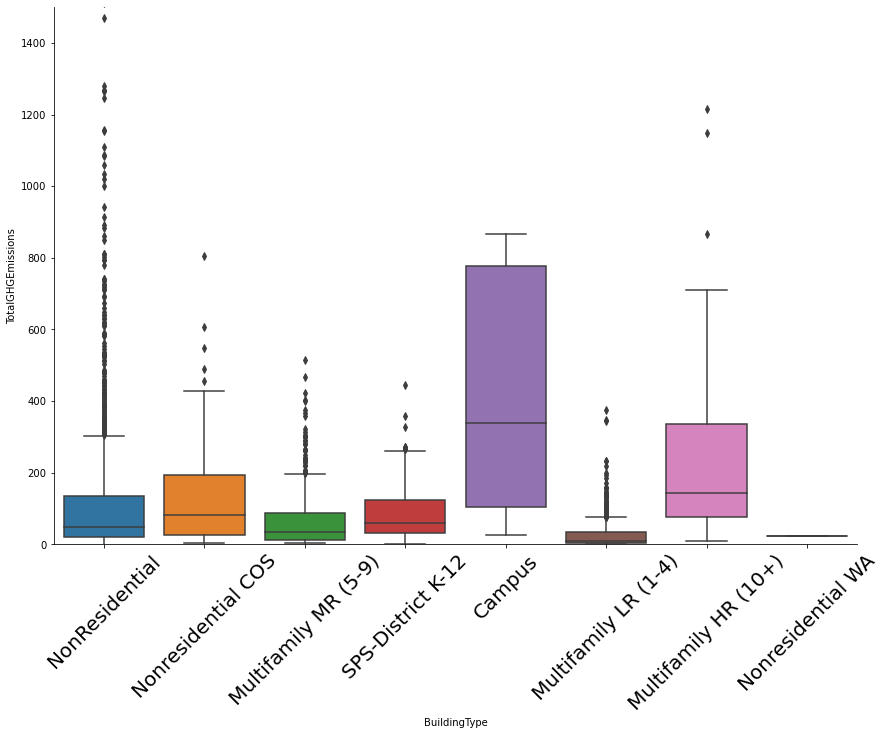 1400
1200
1000
800
600
400
200
0
TotalGHGEmissions
NonResidential
Nonresidential COS
Multifamily MR (5-9)
SPS-District K-12
Campus
Multifamily LR (1-4)
Multifamily HR (10+)
Nonresidential WA
BuildingType